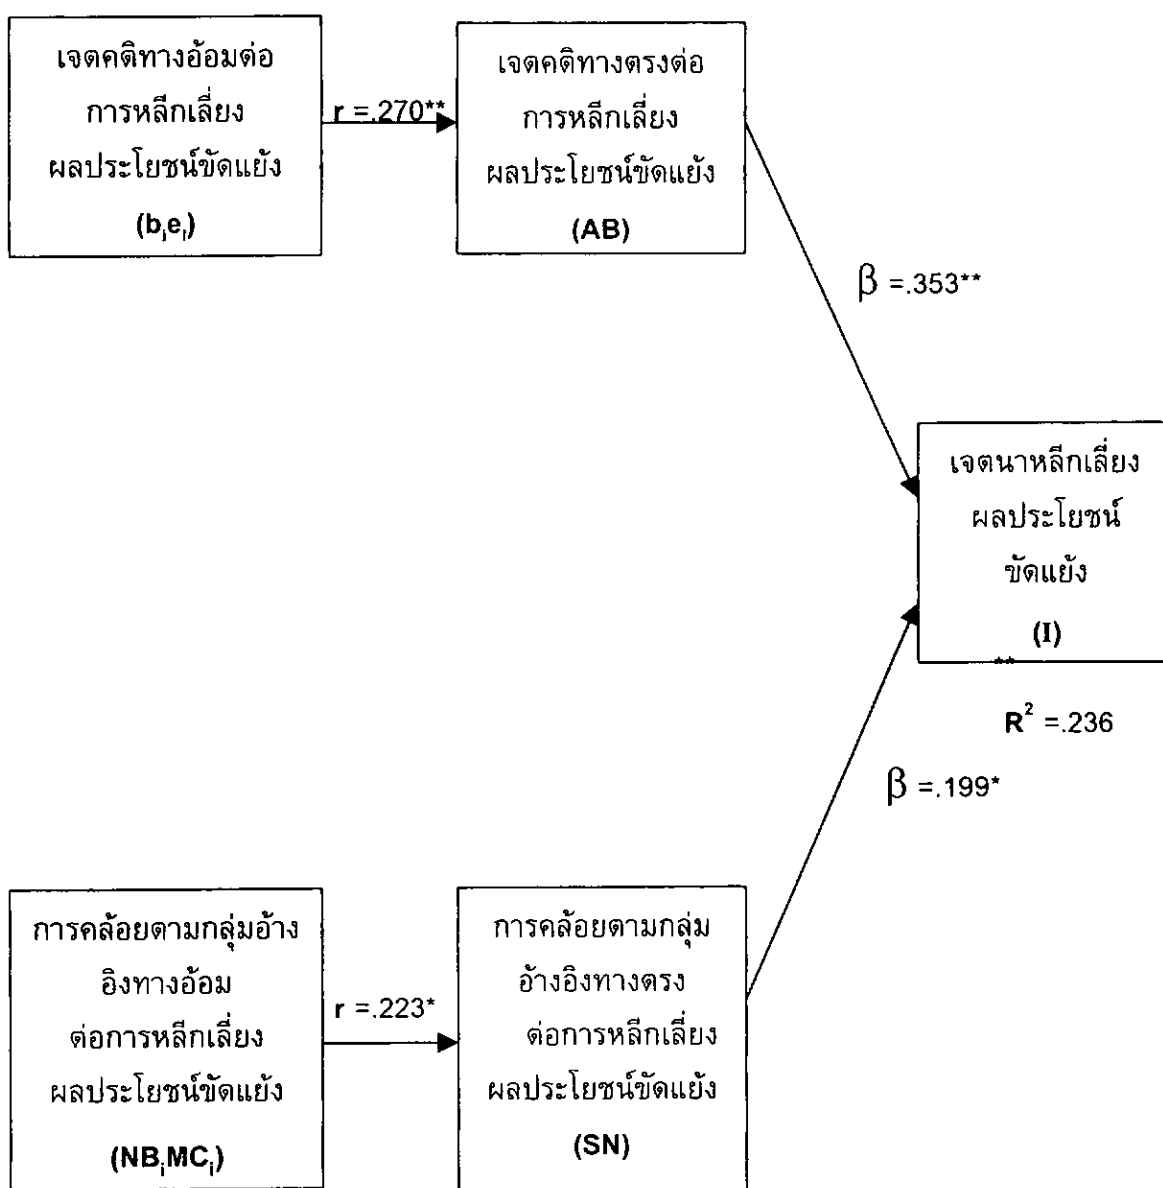 เจตคติทางอ้อมต่อ
การหลีกเลี่ยง
ผลประโยชน์ขัดแย้ง
(bᵢeᵢ)
r =.270**
เจตคติทางตรงต่อ
การหลีกเลี่ยง
ผลประโยชน์ขัดแย้ง
(AB)
β =.353**
เจตนาหลีกเลี่ยง
ผลประโยชน์
ขัดแย้ง
(I)
**
R² =.236
β =.199*
การคล้อยตามกลุ่มอ้าง
อิงทางอ้อม
ต่อการหลีกเลี่ยง
ผลประโยชน์ขัดแย้ง
(NBᵢMCᵢ)
r =.223*
การคล้อยตามกลุ่ม
อ้างอิงทางตรง
ต่อการหลีกเลี่ยง
ผลประโยชน์ขัดแย้ง
(SN)